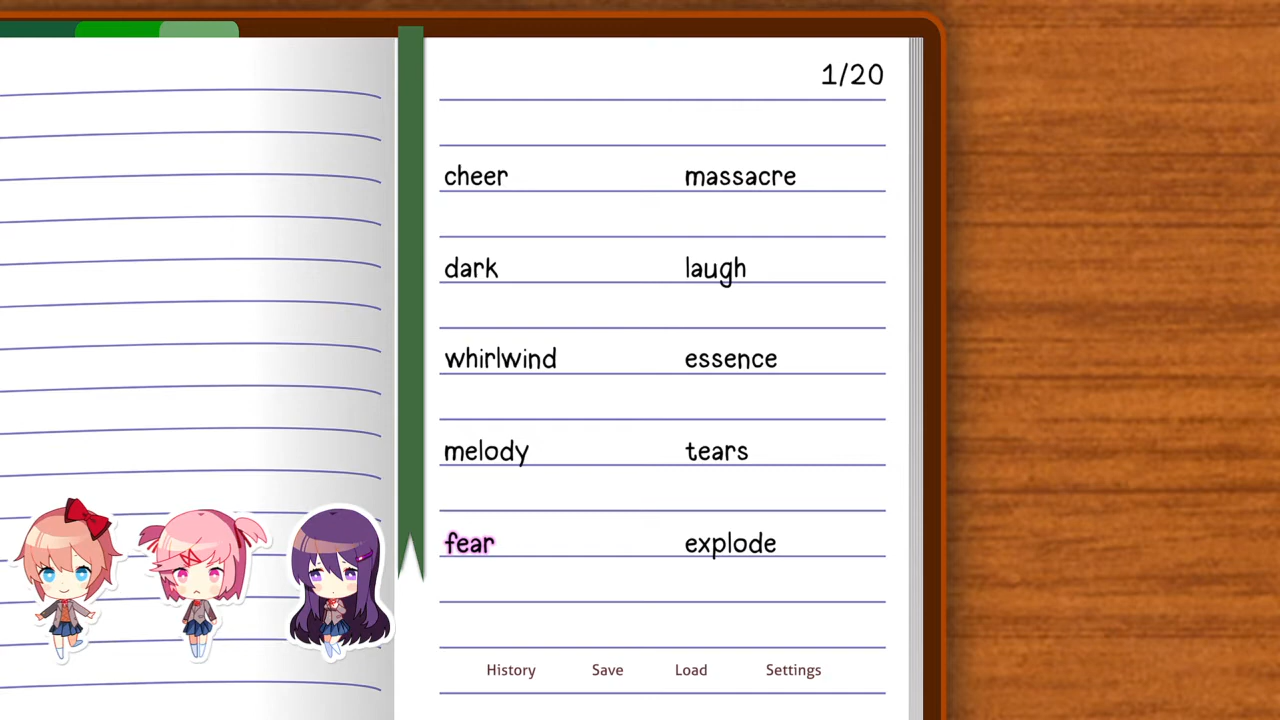 1/20
cheer massacre
dark laugh
whirlwind essence
melody tears
fear explode
History Save Load Settings